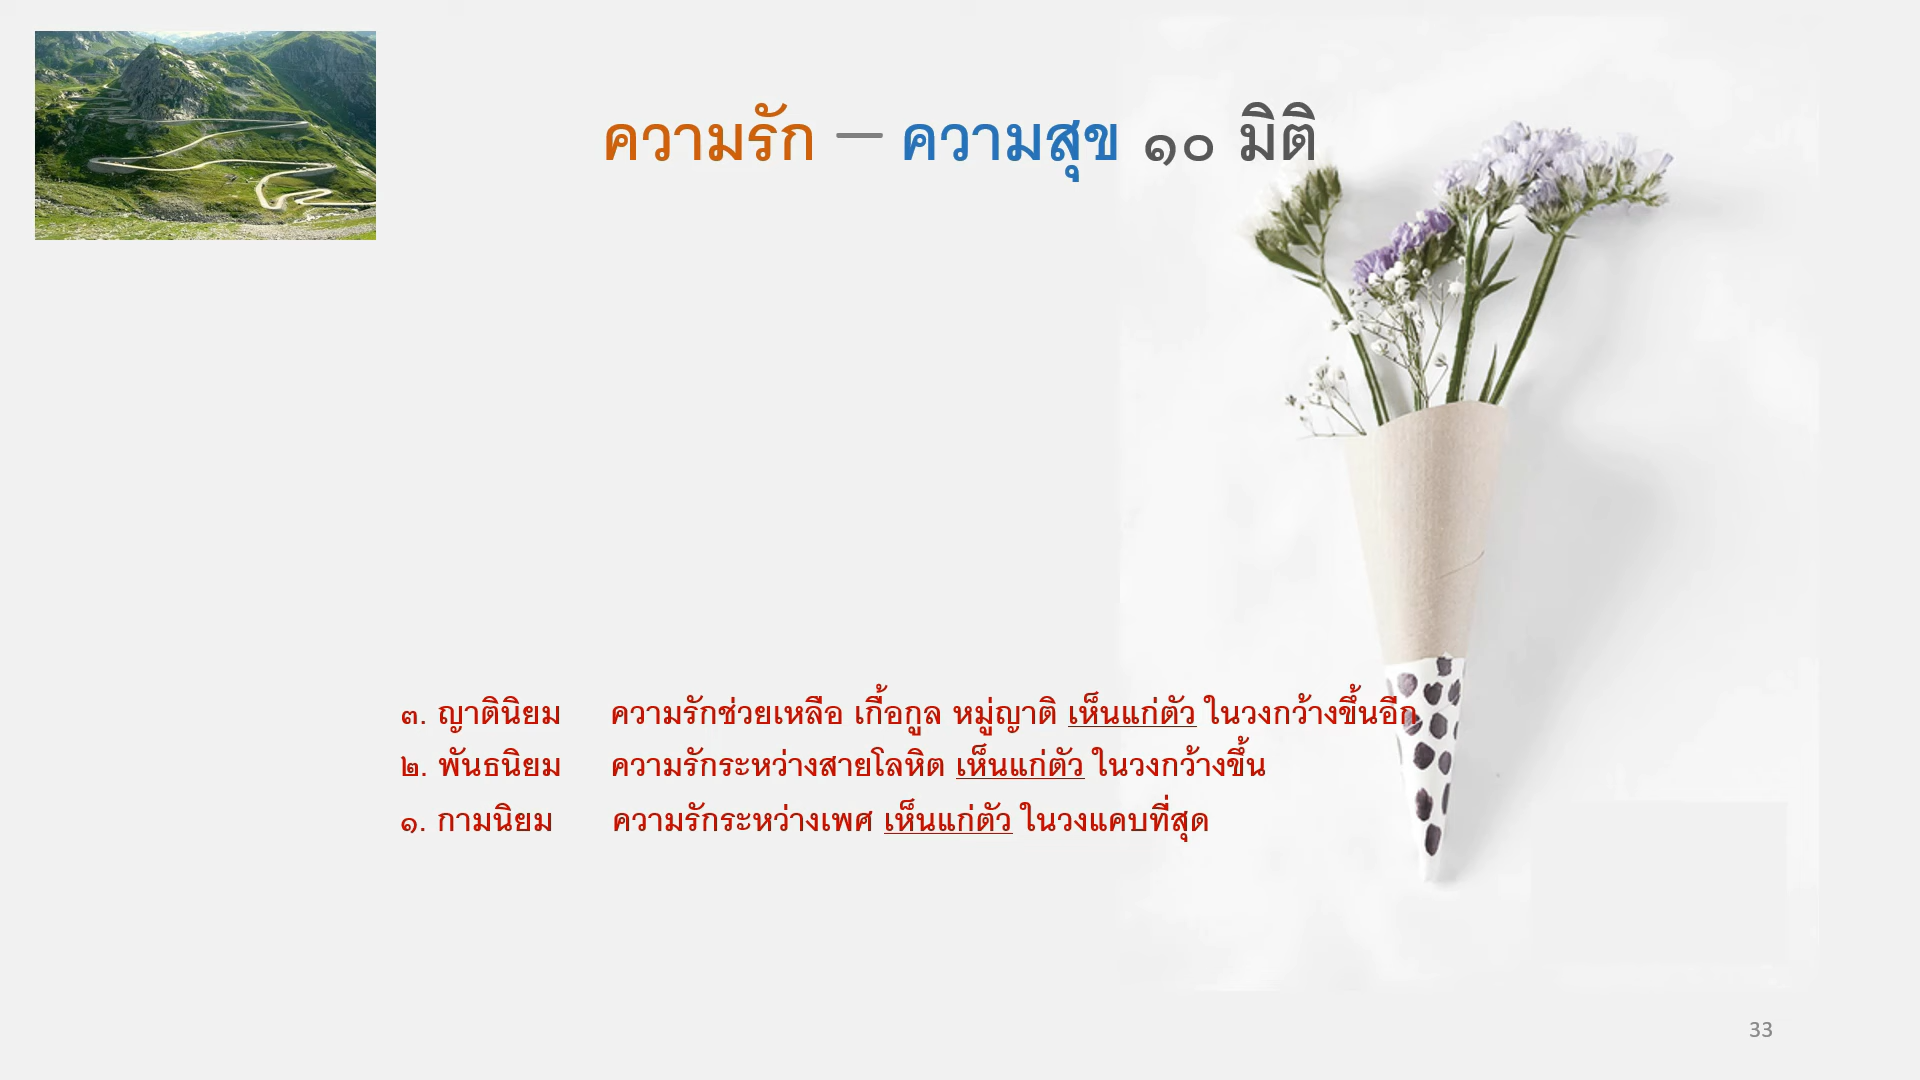 ความรัก – ความสุข ๑๐ มิติ
๓. ญาตินิยม ความรักช่วยเหลือ เกื้อกูล หมู่ญาติ เห็นแก่ตัว ในวงกว้างขึ้นอีก
๒. พันธนิยม ความรักระหว่างสายโลหิต เห็นแก่ตัว ในวงกว้างขึ้น
๑. กามนิยม ความรักระหว่างเพศ เห็นแก่ตัว ในวงแคบที่สุด
33